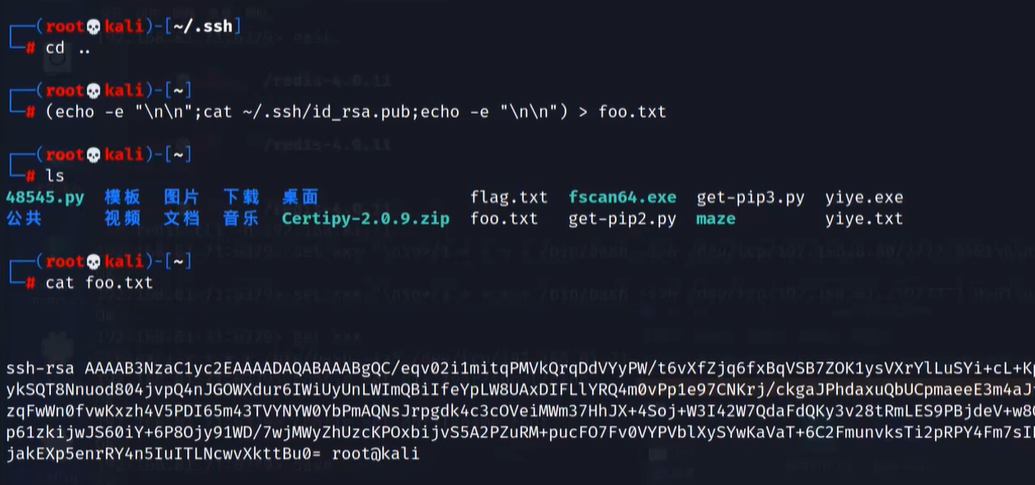 ┌──(root💀kali)-[~/.ssh]
└─# cd ..
┌──(root💀kali)-[~]
└─# (echo -e "\n\n";cat ~/.ssh/id_rsa.pub;echo -e "\n\n") > foo.txt
┌──(root💀kali)-[~]
└─# ls
48545.py 模板 图片 下载 桌面 flag.txt fscan64.exe get-pip3.py yiye.exe
公共 视频 文档 音乐 Certipy-2.0.9.zip foo.txt get-pip2.py maze yiye.txt
┌──(root💀kali)-[~]
└─# cat foo.txt
ssh-rsa AAAAB3NzaC1yc2EAAAADAQABAAABgQC/eqv02i1mitqPMVkQrqDdVYyPW/t6vXfZjq6fxBqVSB7ZOK1ysVXrYlLuSYi+cL+K
ykSQT8Nnuod804jvpQ4nJGOWXdur6IWiUyUnLWImQBiIfeYpLW8UAxDIFLlYRQ4m0vPp1e97CNKrj/ckgaJPhdaxuQbUCpmaeeE3m4aJ
zqFwWn0fvwKxzh4V5PDI65m43TVYNYW0YbPmAQNsJrpgdk4c3cOVeiMWm37HhJX+4Soj+W3I42W7QdaFdQKy3v28tRmLES9PBjdeV+w8
p61zkijwJS60iY+6P8Ojy91WD/7wjMWyZhUzcKPOxbijvS5A2PZuRM+pucFO7Fv0VYPVblXySYwKaVaT+6C2FmunvksTi2pRPY4Fm7sI
jakEXp5enrRY4n5IuITLNcwvXkttBu0= root@kali